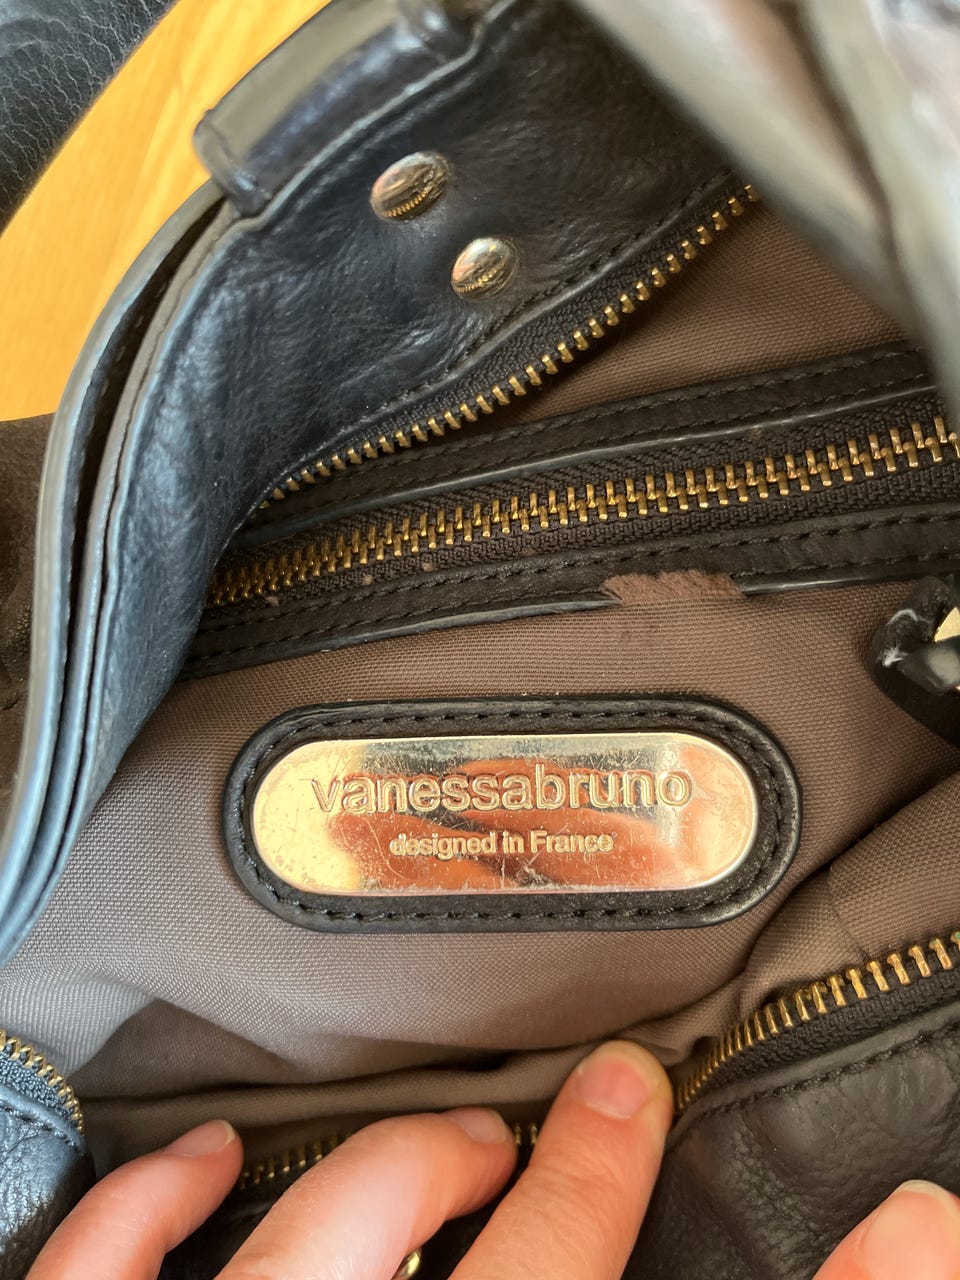 vanessabruno
designed in France